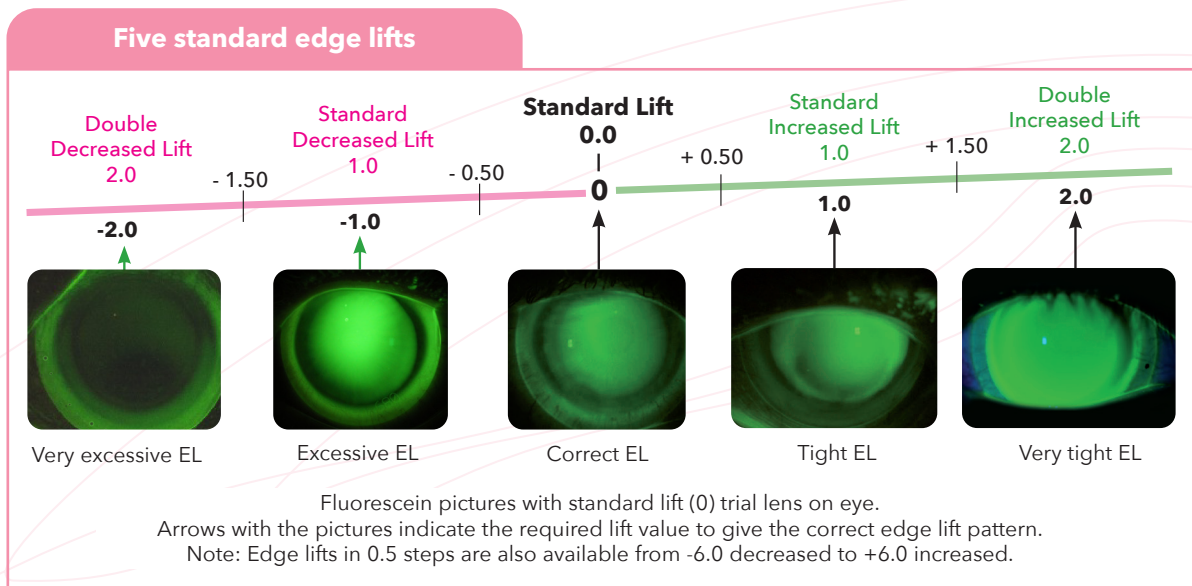 Five standard edge lifts
Double
Decreased Lift
2.0
- 1.50
Standard
Decreased Lift
1.0
- 0.50
Standard Lift
0.0
0
+ 0.50
Standard
Increased Lift
1.0
+ 1.50
Double
Increased Lift
2.0
-2.0
-1.0
1.0
2.0
Very excessive EL
Excessive EL
Correct EL
Tight EL
Very tight EL
Fluorescein pictures with standard lift (0) trial lens on eye.
Arrows with the pictures indicate the required lift value to give the correct edge lift pattern.
Note: Edge lifts in 0.5 steps are also available from -6.0 decreased to +6.0 increased.